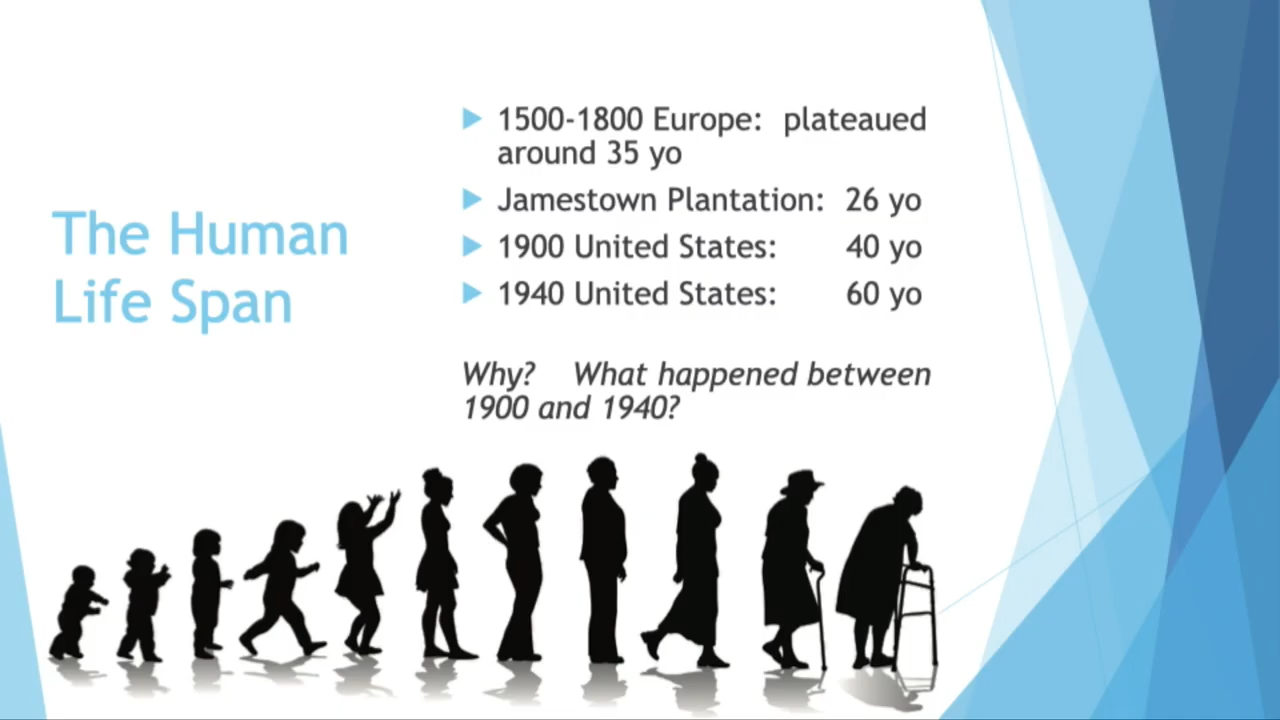 The Human
Life Span
1500-1800 Europe: plateaued
around 35 yo
Jamestown Plantation: 26 yo
1900 United States: 40 yo
1940 United States: 60 yo
Why? What happened between
1900 and 1940?